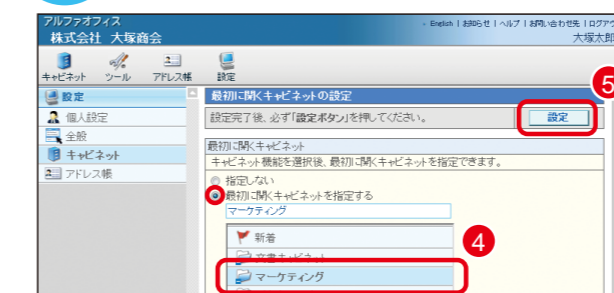 アルファオフィス
English | お知らせ | ヘルプ | お問い合わせ先 | ログアウ
株式会社 大塚商会
大塚太郎
キャビネット ツール アドレス帳 設定
設定
最初に開くキャビネットの設定
5
個人設定
設定完了後、必ず「設定ボタン」を押してください。
設定
全般
キャビネット
アドレス帳
最初に開くキャビネット
キャビネット機能を選択後、最初に開くキャビネットを指定できます。
指定しない
最初に開くキャビネットを指定する
マーケティング
新着
4
文書キャビネット
マーケティング